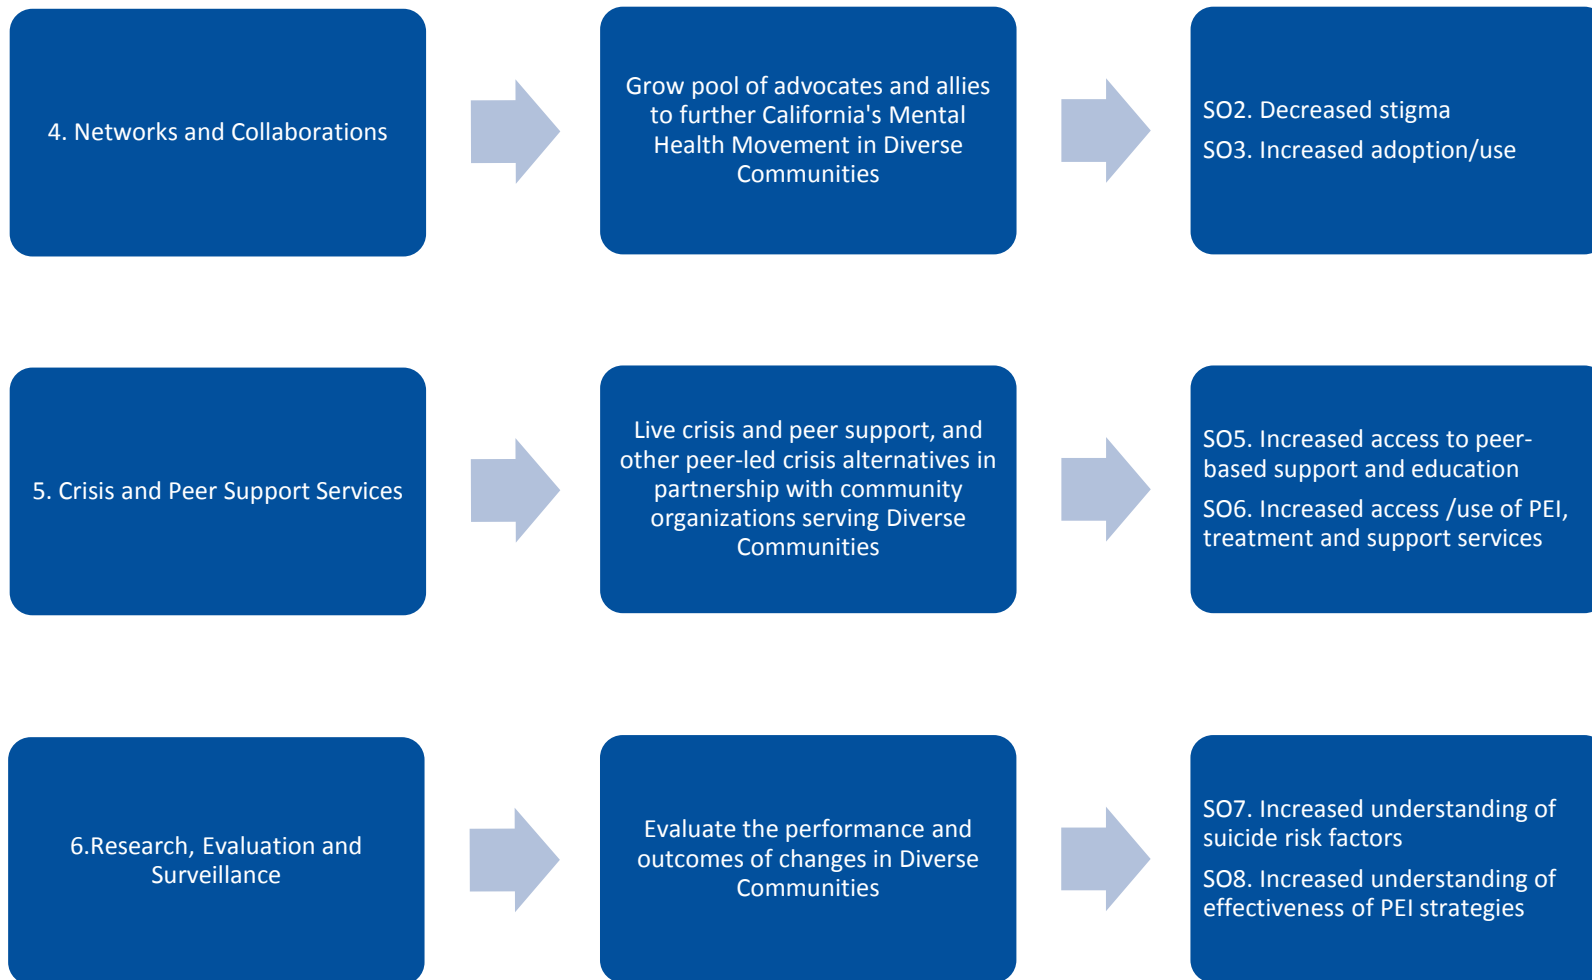 4. Networks and Collaborations
Grow pool of advocates and allies
to further California's Mental
Health Movement in Diverse
Communities
SO2. Decreased stigma
SO3. Increased adoption/use
5. Crisis and Peer Support Services
Live crisis and peer support, and
other peer-led crisis alternatives in
partnership with community
organizations serving Diverse
Communities
SO5. Increased access to peer-
based support and education
SO6. Increased access /use of PEI,
treatment and support services
6.Research, Evaluation and
Surveillance
Evaluate the performance and
outcomes of changes in Diverse
Communities
SO7. Increased understanding of
suicide risk factors
SO8. Increased understanding of
effectiveness of PEI strategies